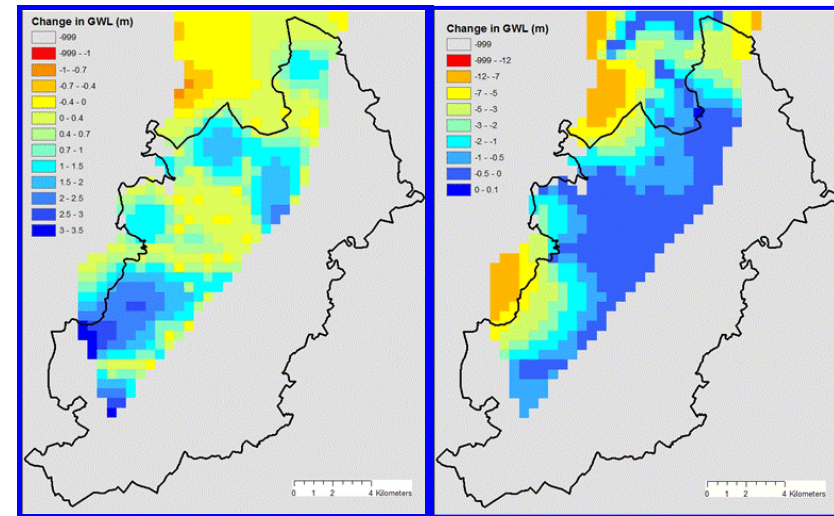 Change in GWL (m)
-999
-999 - -1
-1 - -0.7
-0.7 - -0.4
-0.4 - 0
0 - 0.4
0.4 - 0.7
0.7 - 1
1 - 1.5
1.5 - 2
2 - 2.5
2.5 - 3
3 - 3.5
0 1 2 4 Kilometers
Change in GWL (m)
-999
-999 - -12
-12 - -7
-7 - -5
-5 - -3
-3 - -2
-2 - -1
-1 - -0.5
-0.5 - 0
0 - 0.1
0 1 2 4 Kilometers